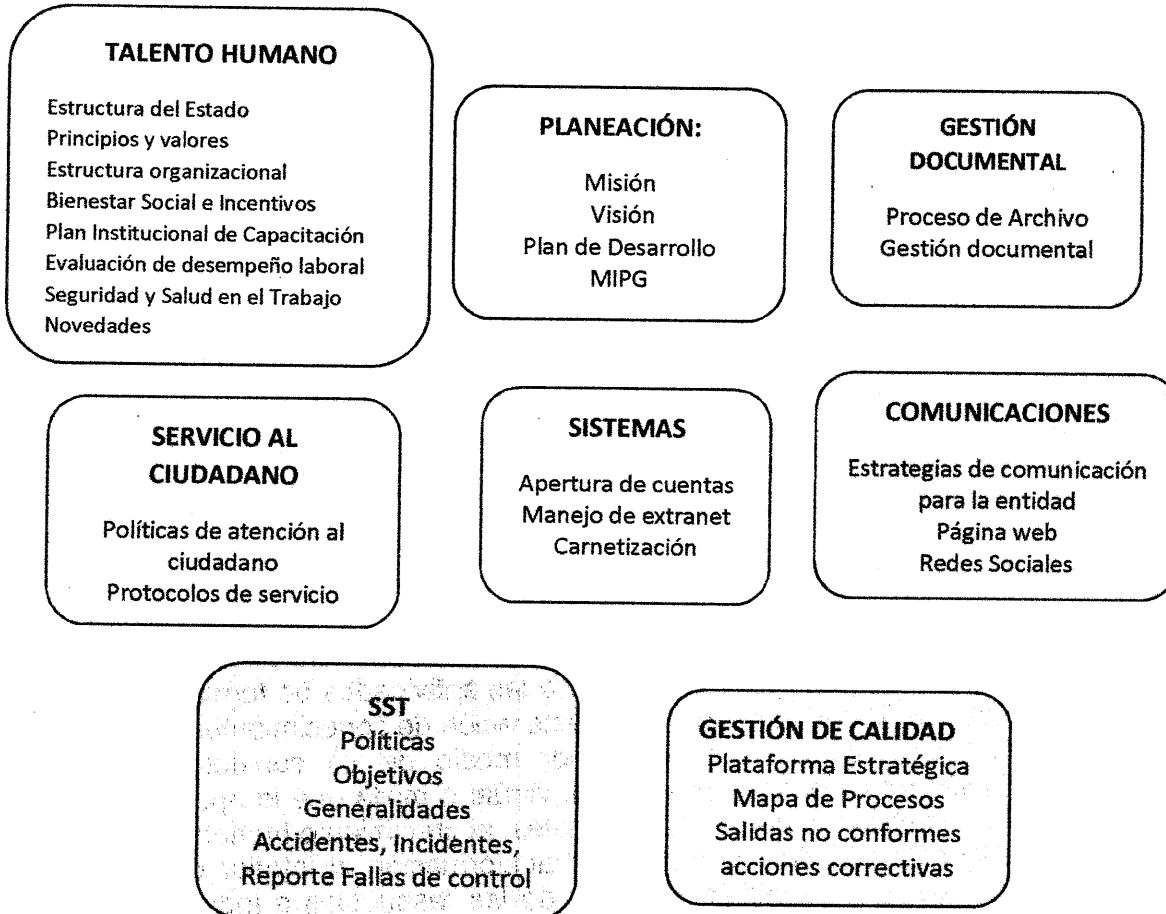 TALENTO HUMANO
Estructura del Estado
Principios y valores
Estructura organizacional
Bienestar Social e Incentivos
Plan Institucional de Capacitación
Evaluación de desempeño laboral
Seguridad y Salud en el Trabajo
Novedades
PLANEACIÓN:
Misión
Visión
Plan de Desarrollo
MIPG
GESTIÓN
DOCUMENTAL
Proceso de Archivo
Gestión documental
SERVICIO AL
CIUDADANO
Políticas de atención al
ciudadano
Protocolos de servicio
SISTEMAS
Apertura de cuentas
Manejo de extranet
Carnetización
COMUNICACIONES
Estrategias de comunicación
para la entidad
Página web
Redes Sociales
SST
Políticas
Objetivos
Generalidades
Accidentes, Incidentes,
Reporte Fallas de control
GESTIÓN DE CALIDAD
Plataforma Estratégica
Mapa de Procesos
Salidas no conformes
acciones correctivas